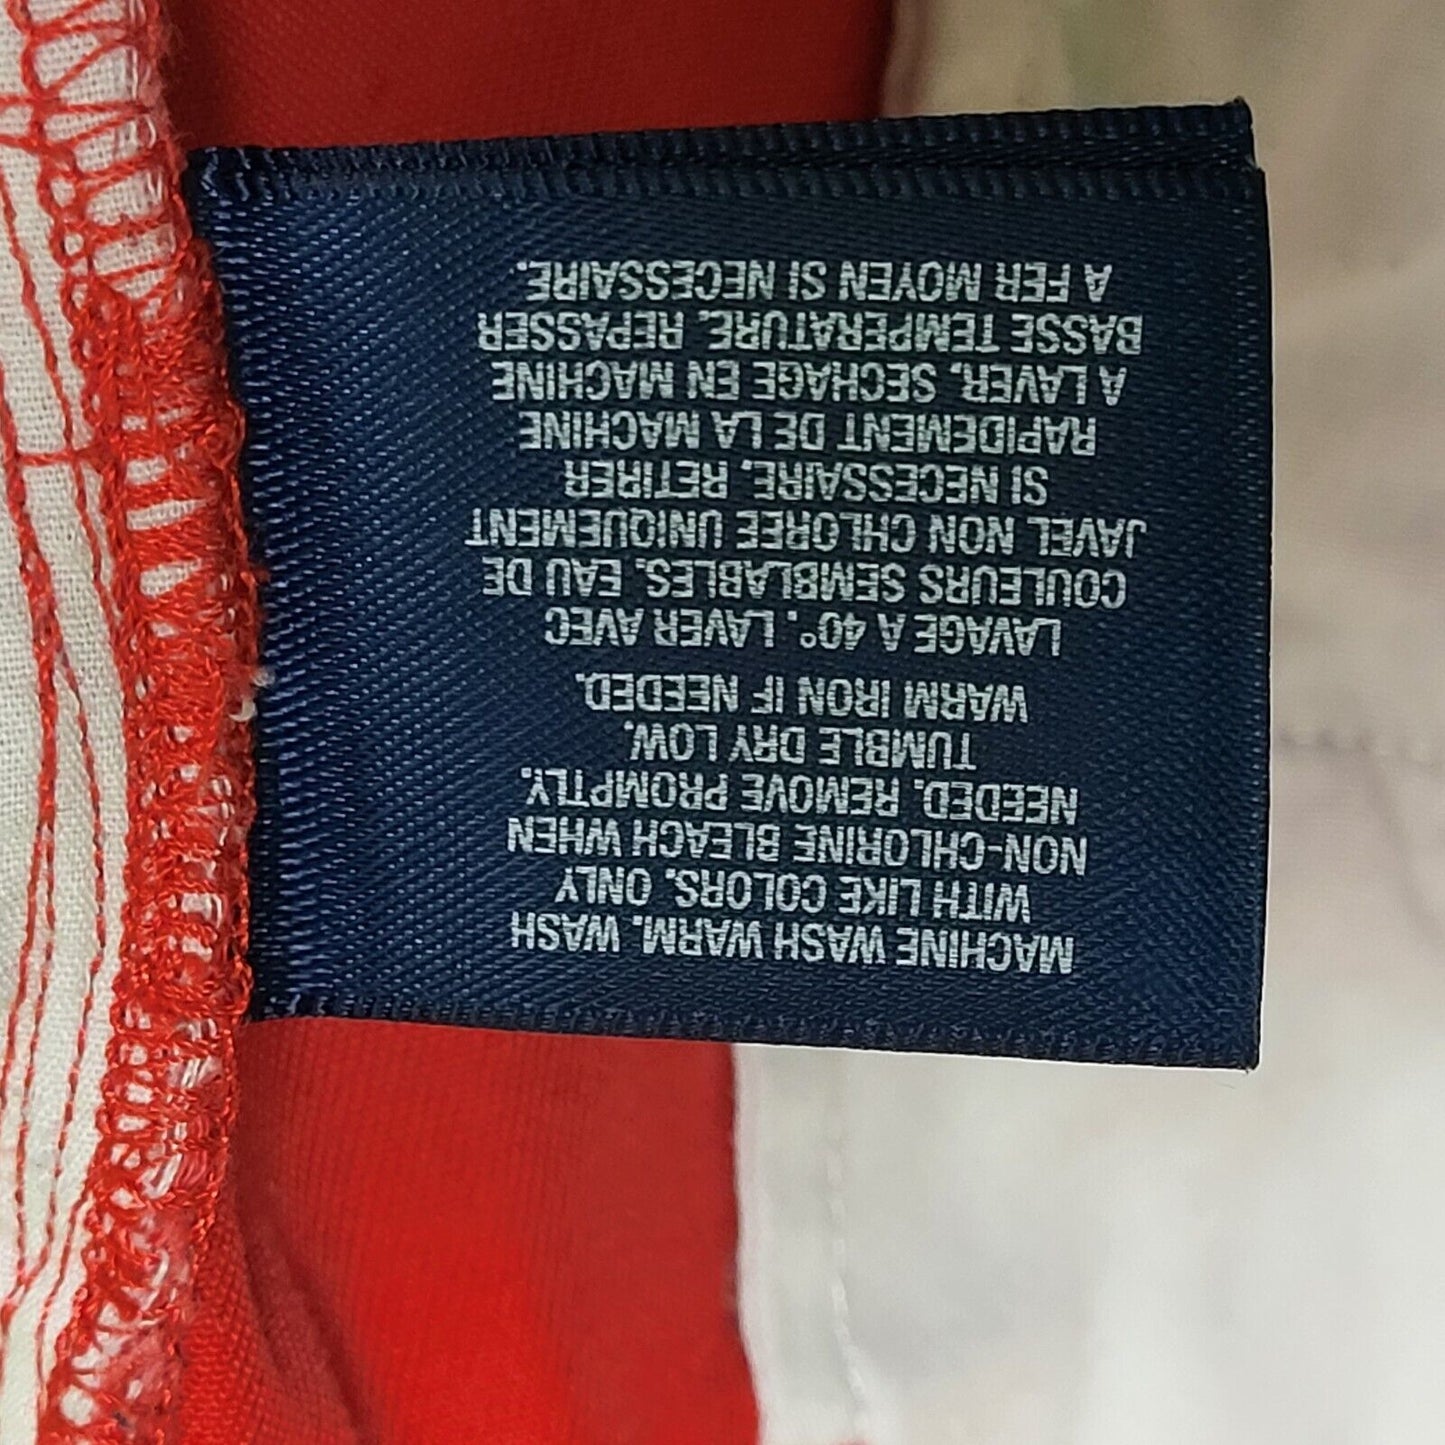 MACHINE WASH WARM. WASH
WITH LIKE COLORS. ONLY
NON-CHLORINE BLEACH WHEN
NEEDED. REMOVE PROMPTLY.
TUMBLE DRY LOW.
WARM IRON IF NEEDED.
LAVAGE A 40°. LAVER AVEC
COULEURS SEMBLABLES. EAU DE
JAVEL NON CHLOREE UNIQUEMENT
SI NECESSAIRE. RETIRER
RAPIDEMENT DE LA MACHINE
A LAVER. SECHAGE EN MACHINE
BASSE TEMPERATURE. REPASSER
A FER MOYEN SI NECESSAIRE.